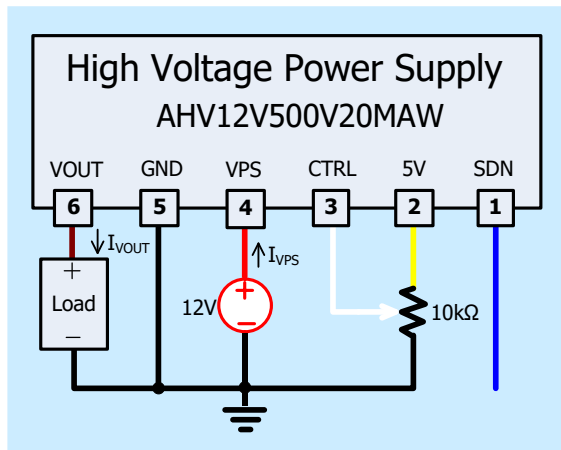 High Voltage Power Supply
AHV12V500V20MAW
VOUT GND VPS CTRL 5V SDN
6 5 4 3 2 1
IVOUT IVPS
+ +
Load 12V 10kΩ
− −